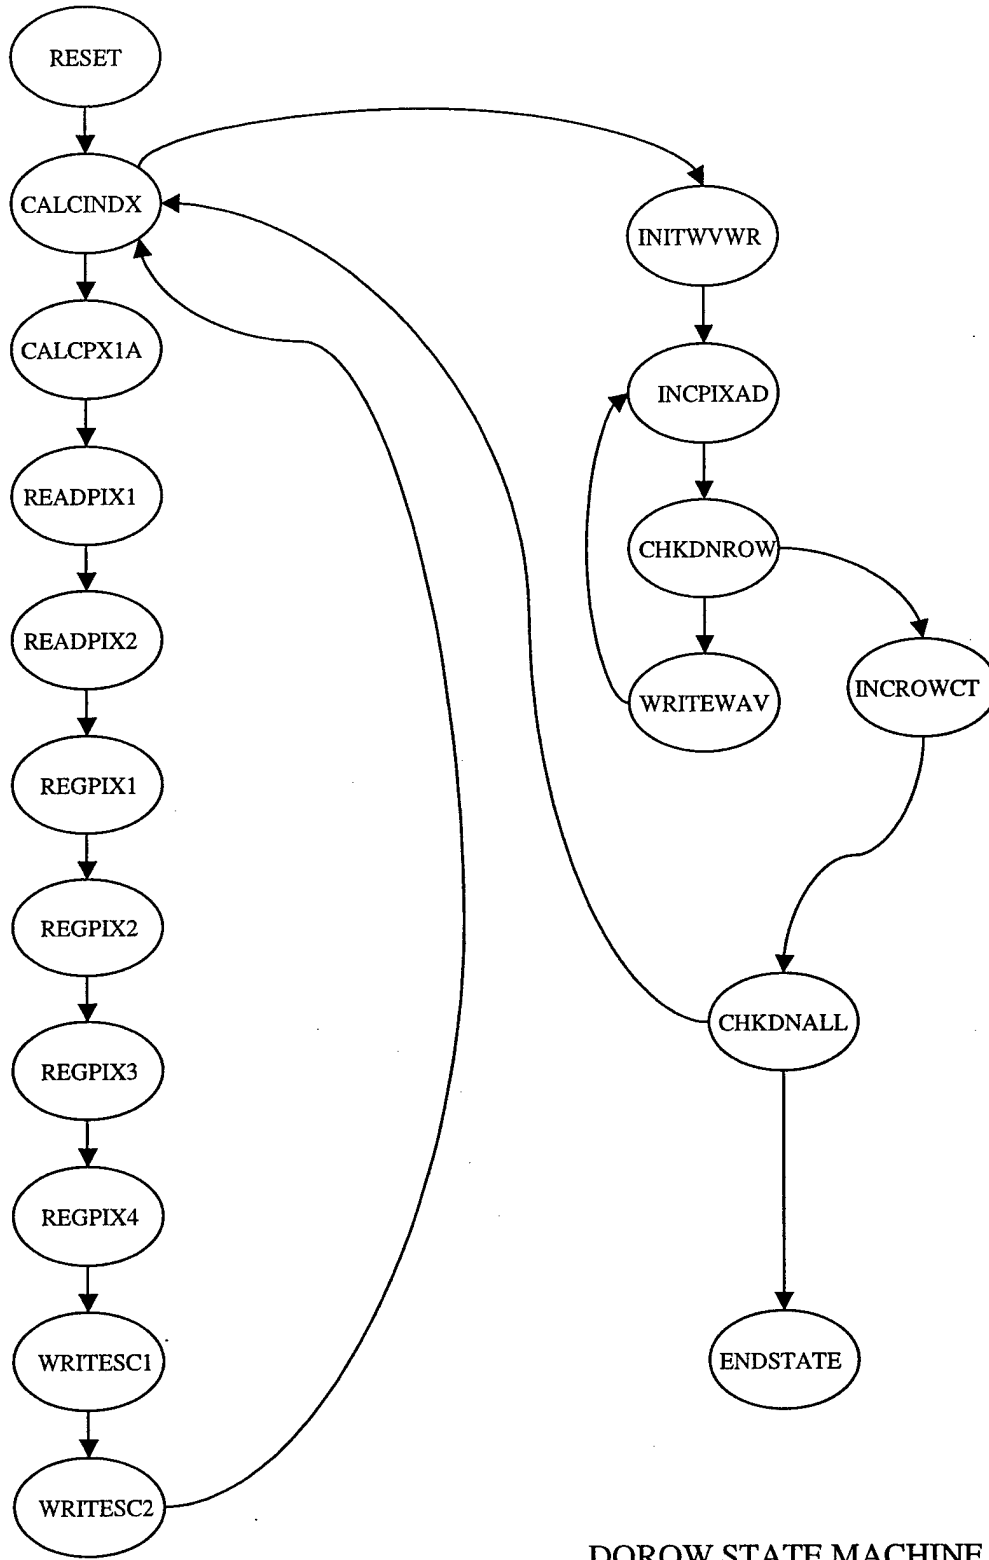 RESET
CALCINDX
CALCPX1A
READPIX1
READPIX2
REGPIX1
REGPIX2
REGPIX3
REGPIX4
WRITESC1
WRITESC2
INITWVWR
INCPIXAD
CHKDNROW
WRITEWAV
INCROWCT
CHKDNALL
ENDSTATE
DOROW STATE MACHINE